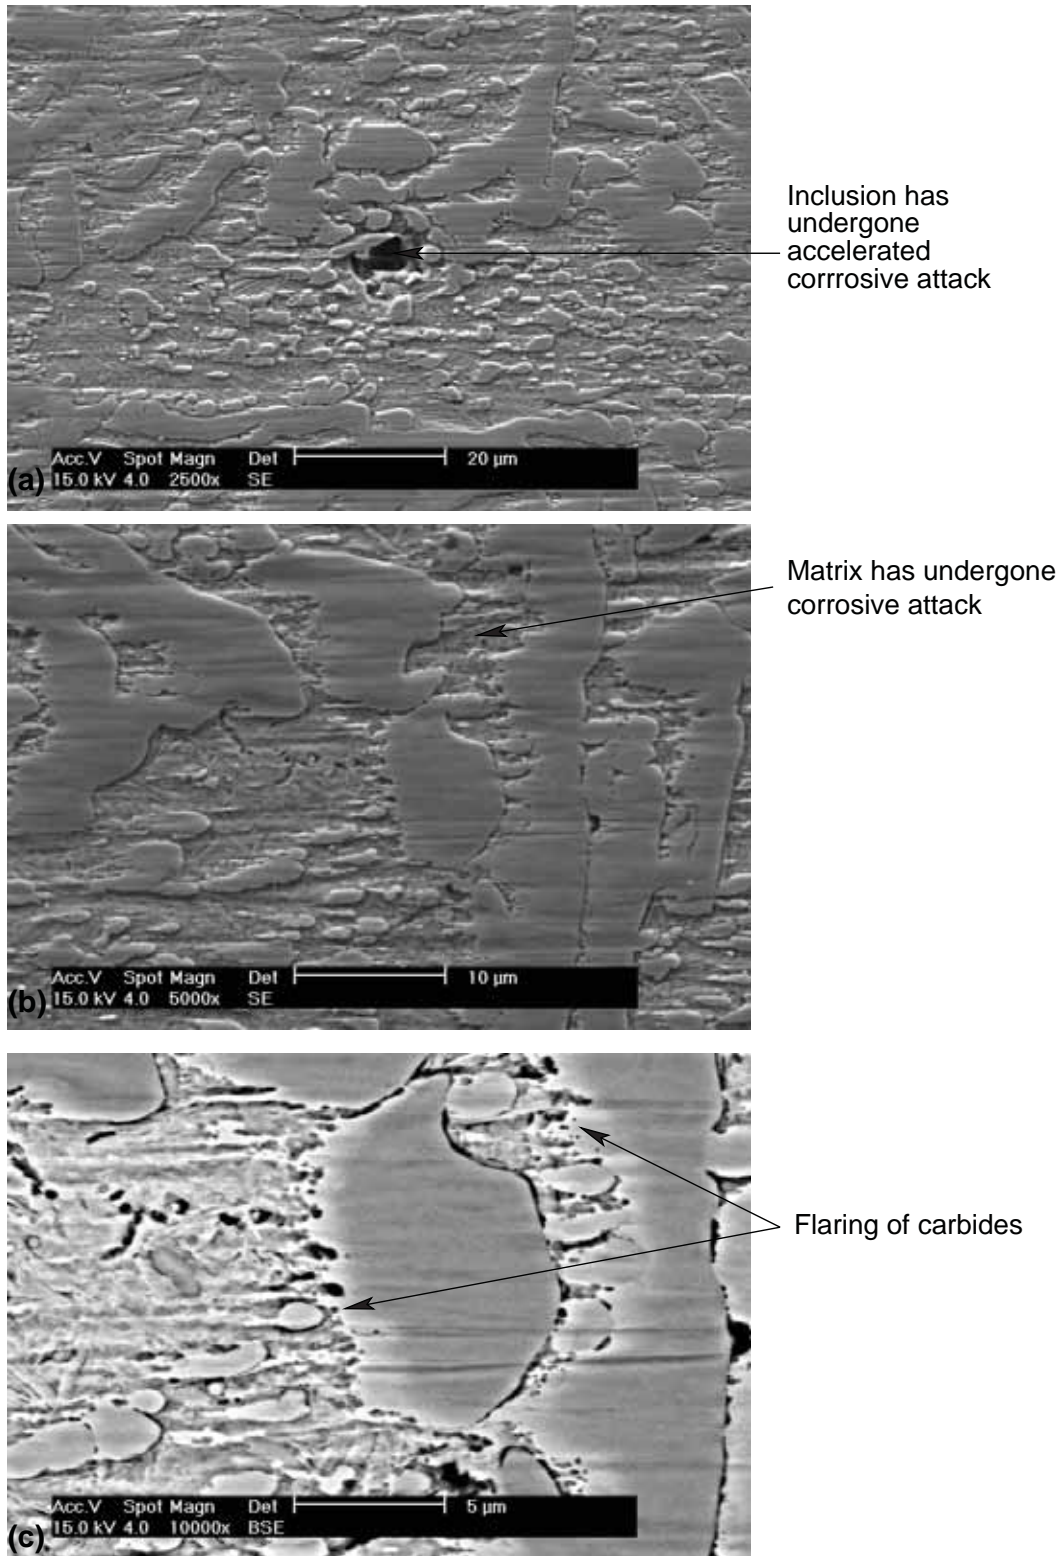 Inclusion has
undergone
accelerated
corrrosive attack
Acc.V Spot Magn Det 20 µm
(a) 15.0 kV 4.0 2500x SE
Matrix has undergone
corrosive attack
Acc.V Spot Magn Det 10 µm
(b) 15.0 kV 4.0 5000x SE
Flaring of carbides
Acc.V Spot Magn Det 5 µm
(c) 15.0 kV 4.0 10000x BSE